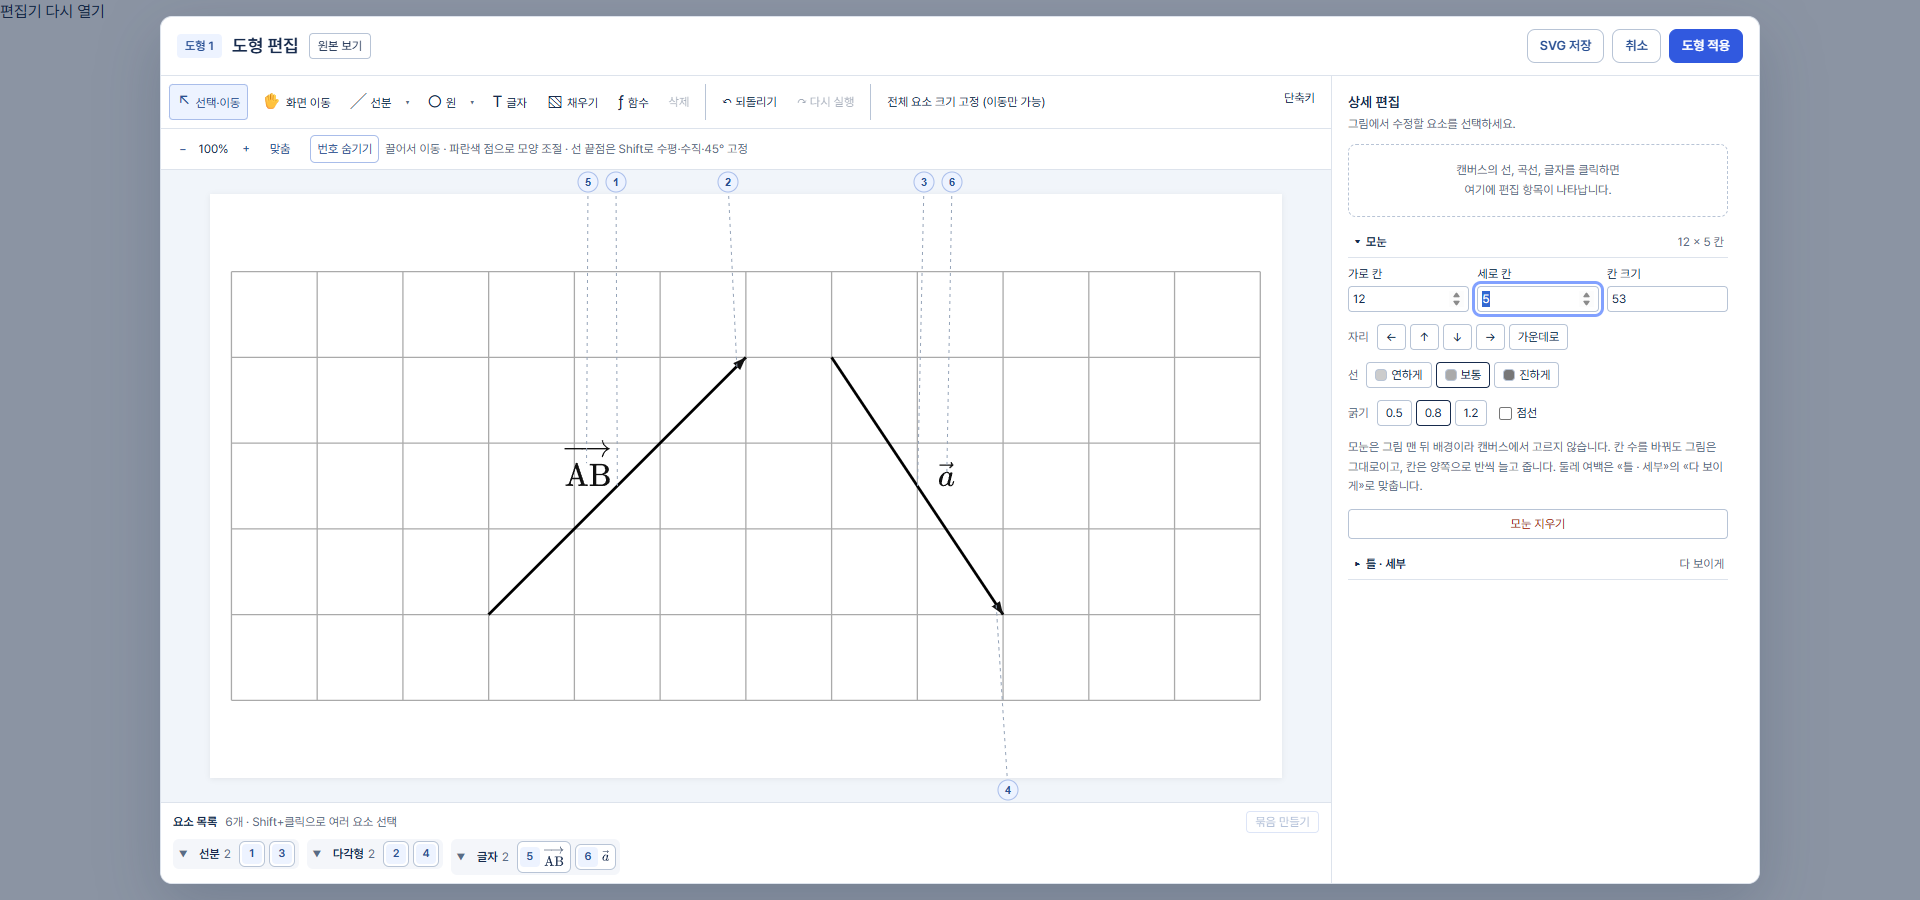 편집기 다시 열기
도형 1 도형 편집 원본 보기 SVG 저장 취소 도형 적용
선택·이동 화면 이동 선분 원 T 글자 채우기 ƒ 함수 삭제 되돌리기 다시 실행 전체 요소 크기 고정 (이동만 가능) 단축키
− 100% + 맞춤 번호 숨기기 끌어서 이동 · 파란색 점으로 모양 조절 · 선 끝점은 Shift로 수평·수직·45° 고정
5 1 2 3 6
AB a
4
요소 목록 6개 · Shift+클릭으로 여러 요소 선택 묶음 만들기
선분 2 1 3 다각형 2 2 4 글자 2 5 AB 6 a
상세 편집
그림에서 수정할 요소를 선택하세요.
캔버스의 선, 곡선, 글자를 클릭하면
여기에 편집 항목이 나타납니다.
모눈 12 × 5 칸
가로 칸 세로 칸 칸 크기
12 5 53
자리 ← ↑ ↓ → 가운데로
선 연하게 보통 진하게
굵기 0.5 0.8 1.2 점선
모눈은 그림 맨 뒤 배경이라 캔버스에서 고르지 않습니다. 칸 수를 바꿔도 그림은
그대로이고, 칸은 양쪽으로 반씩 늘고 줍니다. 둘레 여백은 «틀 · 세부»의 «다 보이
게»로 맞춥니다.
모눈 지우기
틀 · 세부 다 보이게